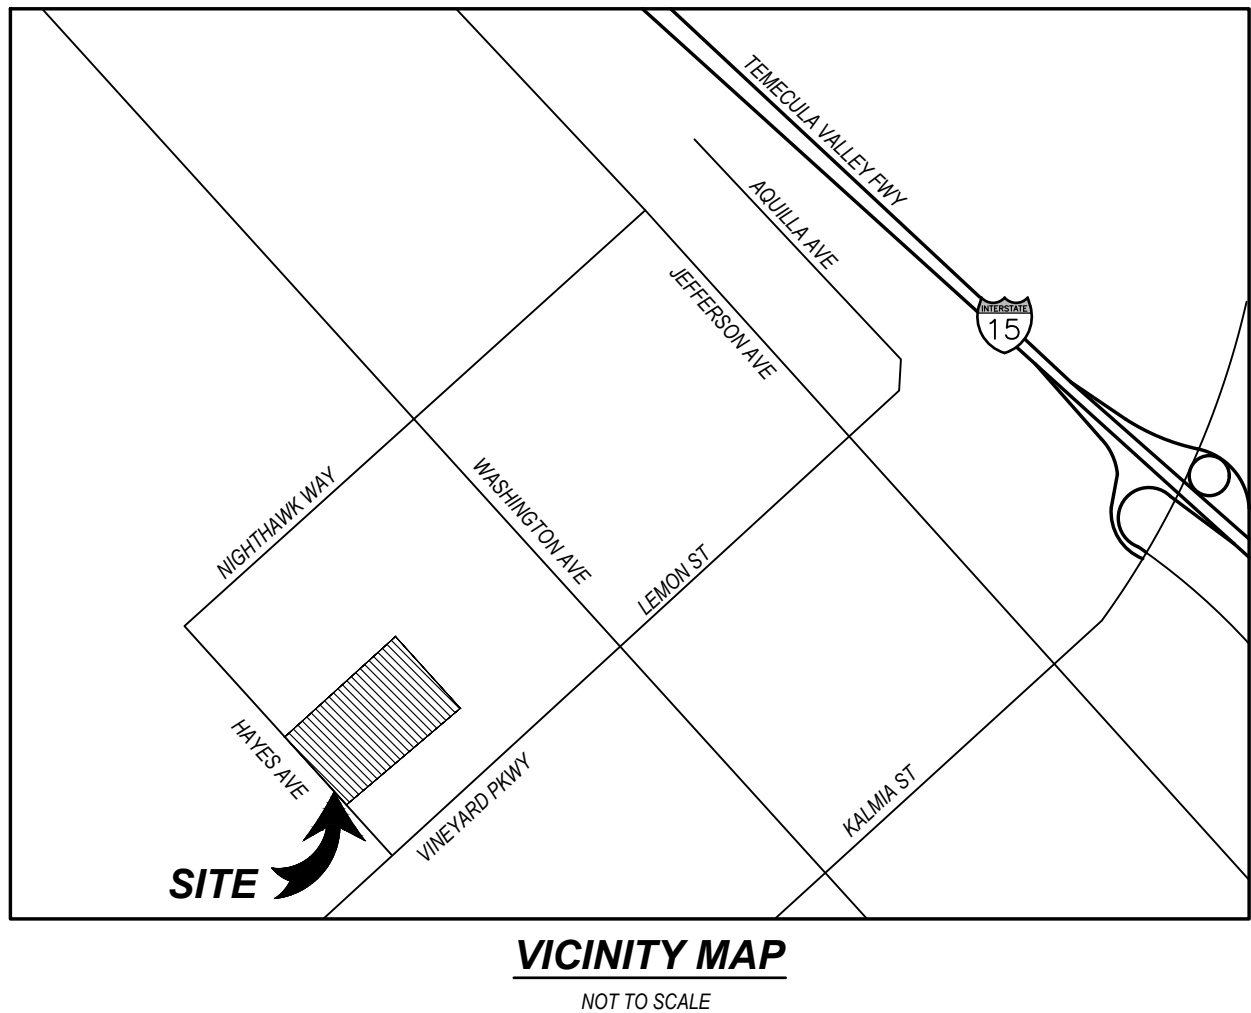 TEMECULA VALLEY FWY
AQUILLA AVE
JEFFERSON AVE
INTERSTATE
15
NIGHTHAWK WAY
WASHINGTON AVE
LEMON ST
HAYES AVE
VINEYARD PKWY
KALMIA ST
SITE
VICINITY MAP
NOT TO SCALE